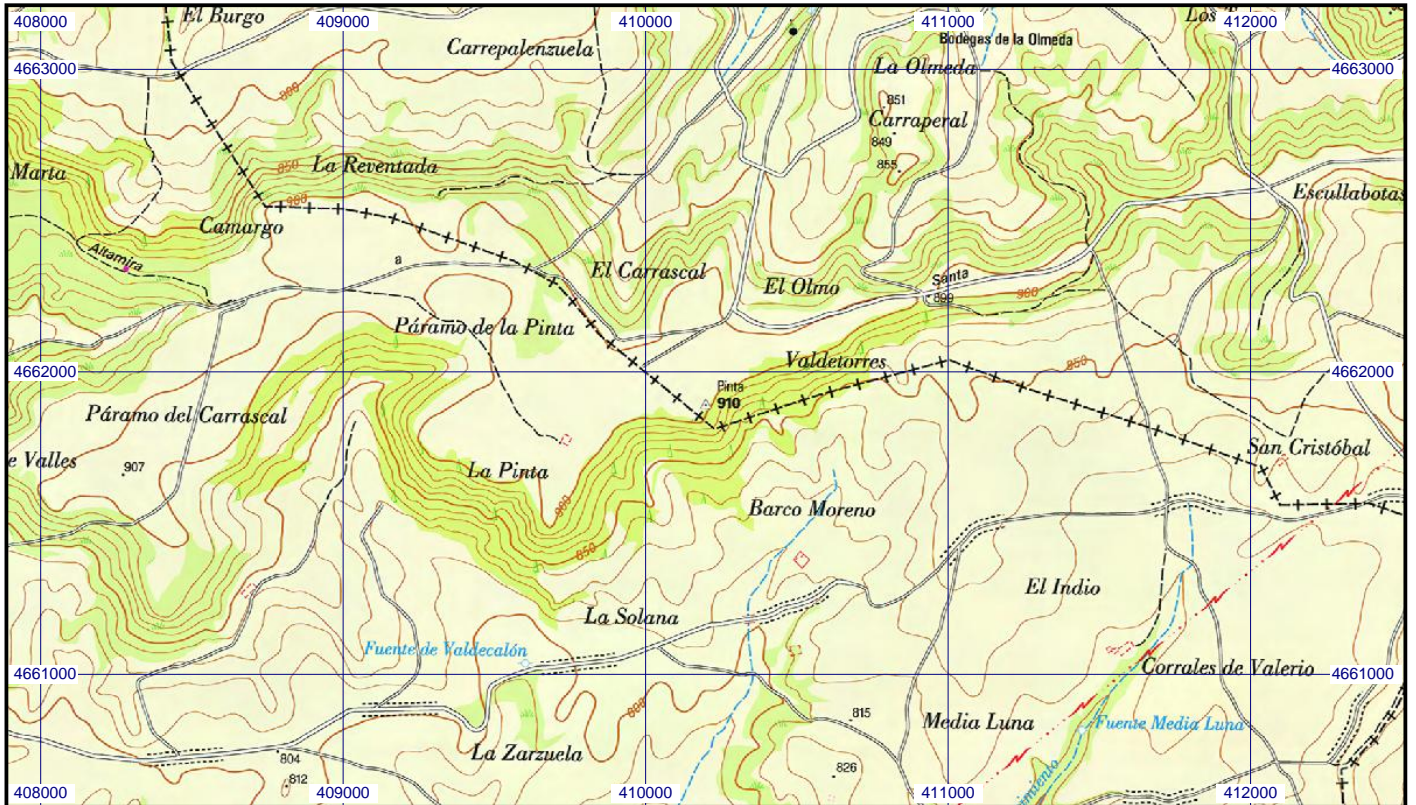 408000
409000
410000
411000
412000
El Burgo
Carrepalenzuela
Bodegas de la Olmeda
Los
4663000
4663000
La Olmeda
800
851
Carraperal
849
855
La Reventada
850
Marta
Escullabotas
900
Camargo
Altamira
a
El Carrascal
El Olmo
Santa
899
900
Páramo de la Pinta
Valdetorres
850
4662000
4662000
Pinta
910
Páramo del Carrascal
San Cristóbal
e Valles
907
La Pinta
900
Barco Moreno
850
El Indio
La Solana
Fuente de Valdecalón
4661000
Corrales de Valerio
4661000
800
815
Media Luna
Fuente Media Luna
La Zarzuela
804
812
826
miento
408000
409000
410000
411000
412000